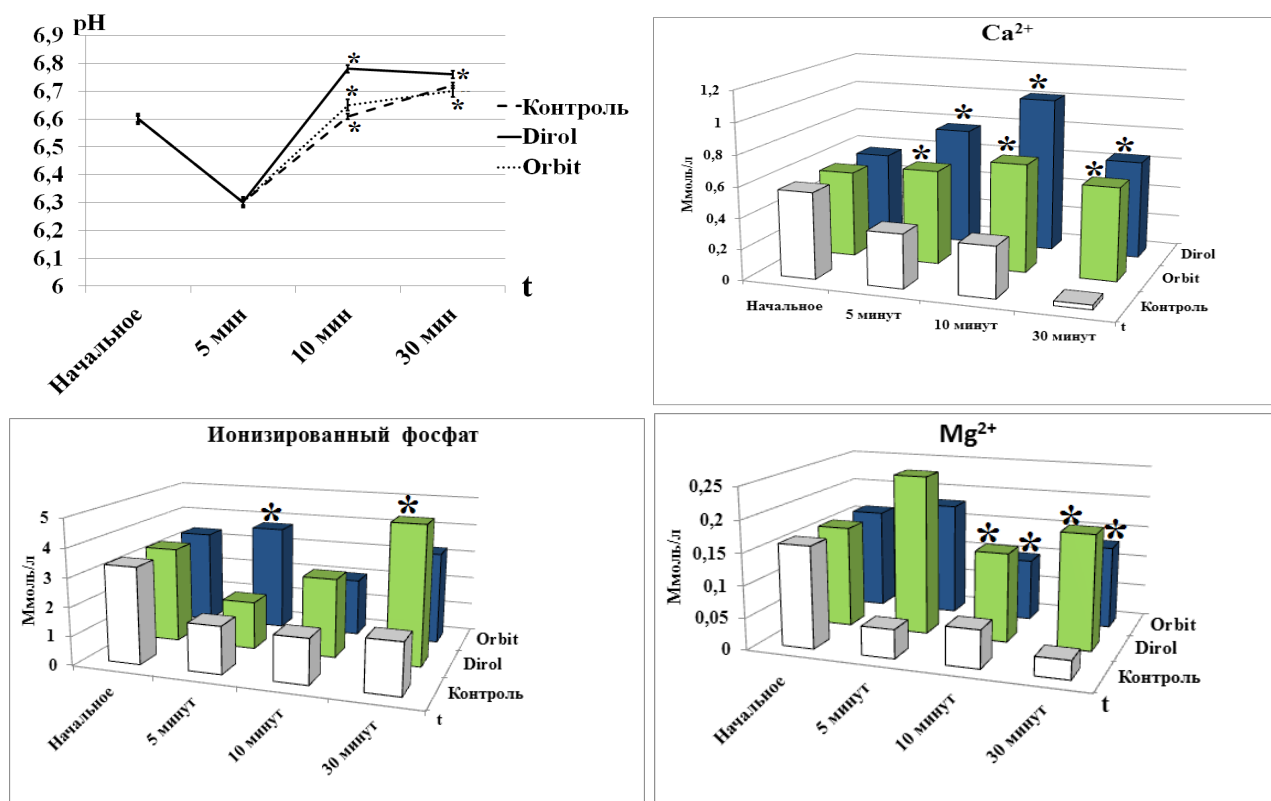 pH
6,9
6,8
6,7
6,6
6,5
6,4
6,3
6,2
6,1
6
*
*
*
*
*
Контроль
Dirol
Orbit
t
Начальное
5 мин
10 мин
30 мин
Ca²⁺
Ммоль/л
1,2
1
0,8
0,6
0,4
0,2
0
*
*
*
*
*
*
Начальное
5 минут
10 минут
30 минут
Dirol
Orbit
Контроль
t
Ионизированный фосфат
Ммоль/л
5
4
3
2
1
0
*
*
Начальное
5 минут
10 минут
30 минут
Orbit
Dirol
Контроль
t
Mg²⁺
Ммоль/л
0,25
0,2
0,15
0,1
0,05
0
*
*
*
*
Начальное
5 минут
10 минут
30 минут
Orbit
Dirol
Контроль
t